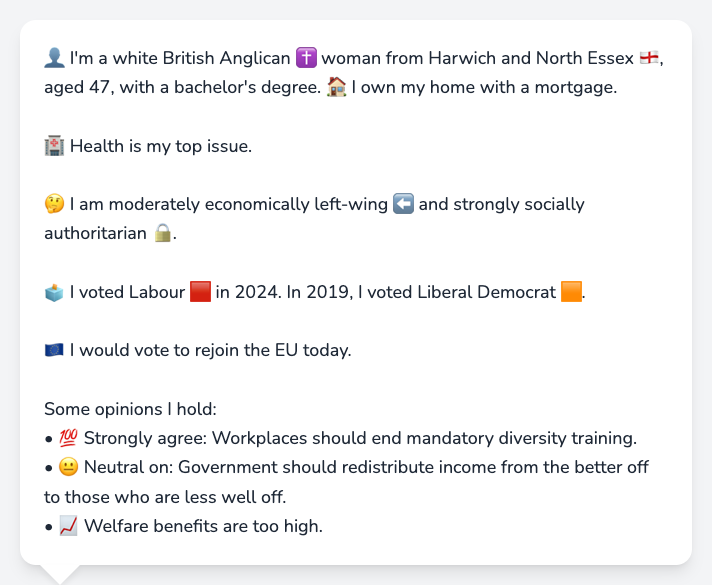 👤 I'm a white British Anglican ✝️ woman from Harwich and North Essex 🏴󠁧󠁢󠁥󠁮󠁧󠁿,
aged 47, with a bachelor's degree. 🏠 I own my home with a mortgage.
🏥 Health is my top issue.
🤔 I am moderately economically left-wing ⬅️ and strongly socially
authoritarian 🔒.
🗳️ I voted Labour 🟥 in 2024. In 2019, I voted Liberal Democrat 🟧.
🇪🇺 I would vote to rejoin the EU today.
Some opinions I hold:
• 💯 Strongly agree: Workplaces should end mandatory diversity training.
• 😐 Neutral on: Government should redistribute income from the better off
to those who are less well off.
• 📈 Welfare benefits are too high.